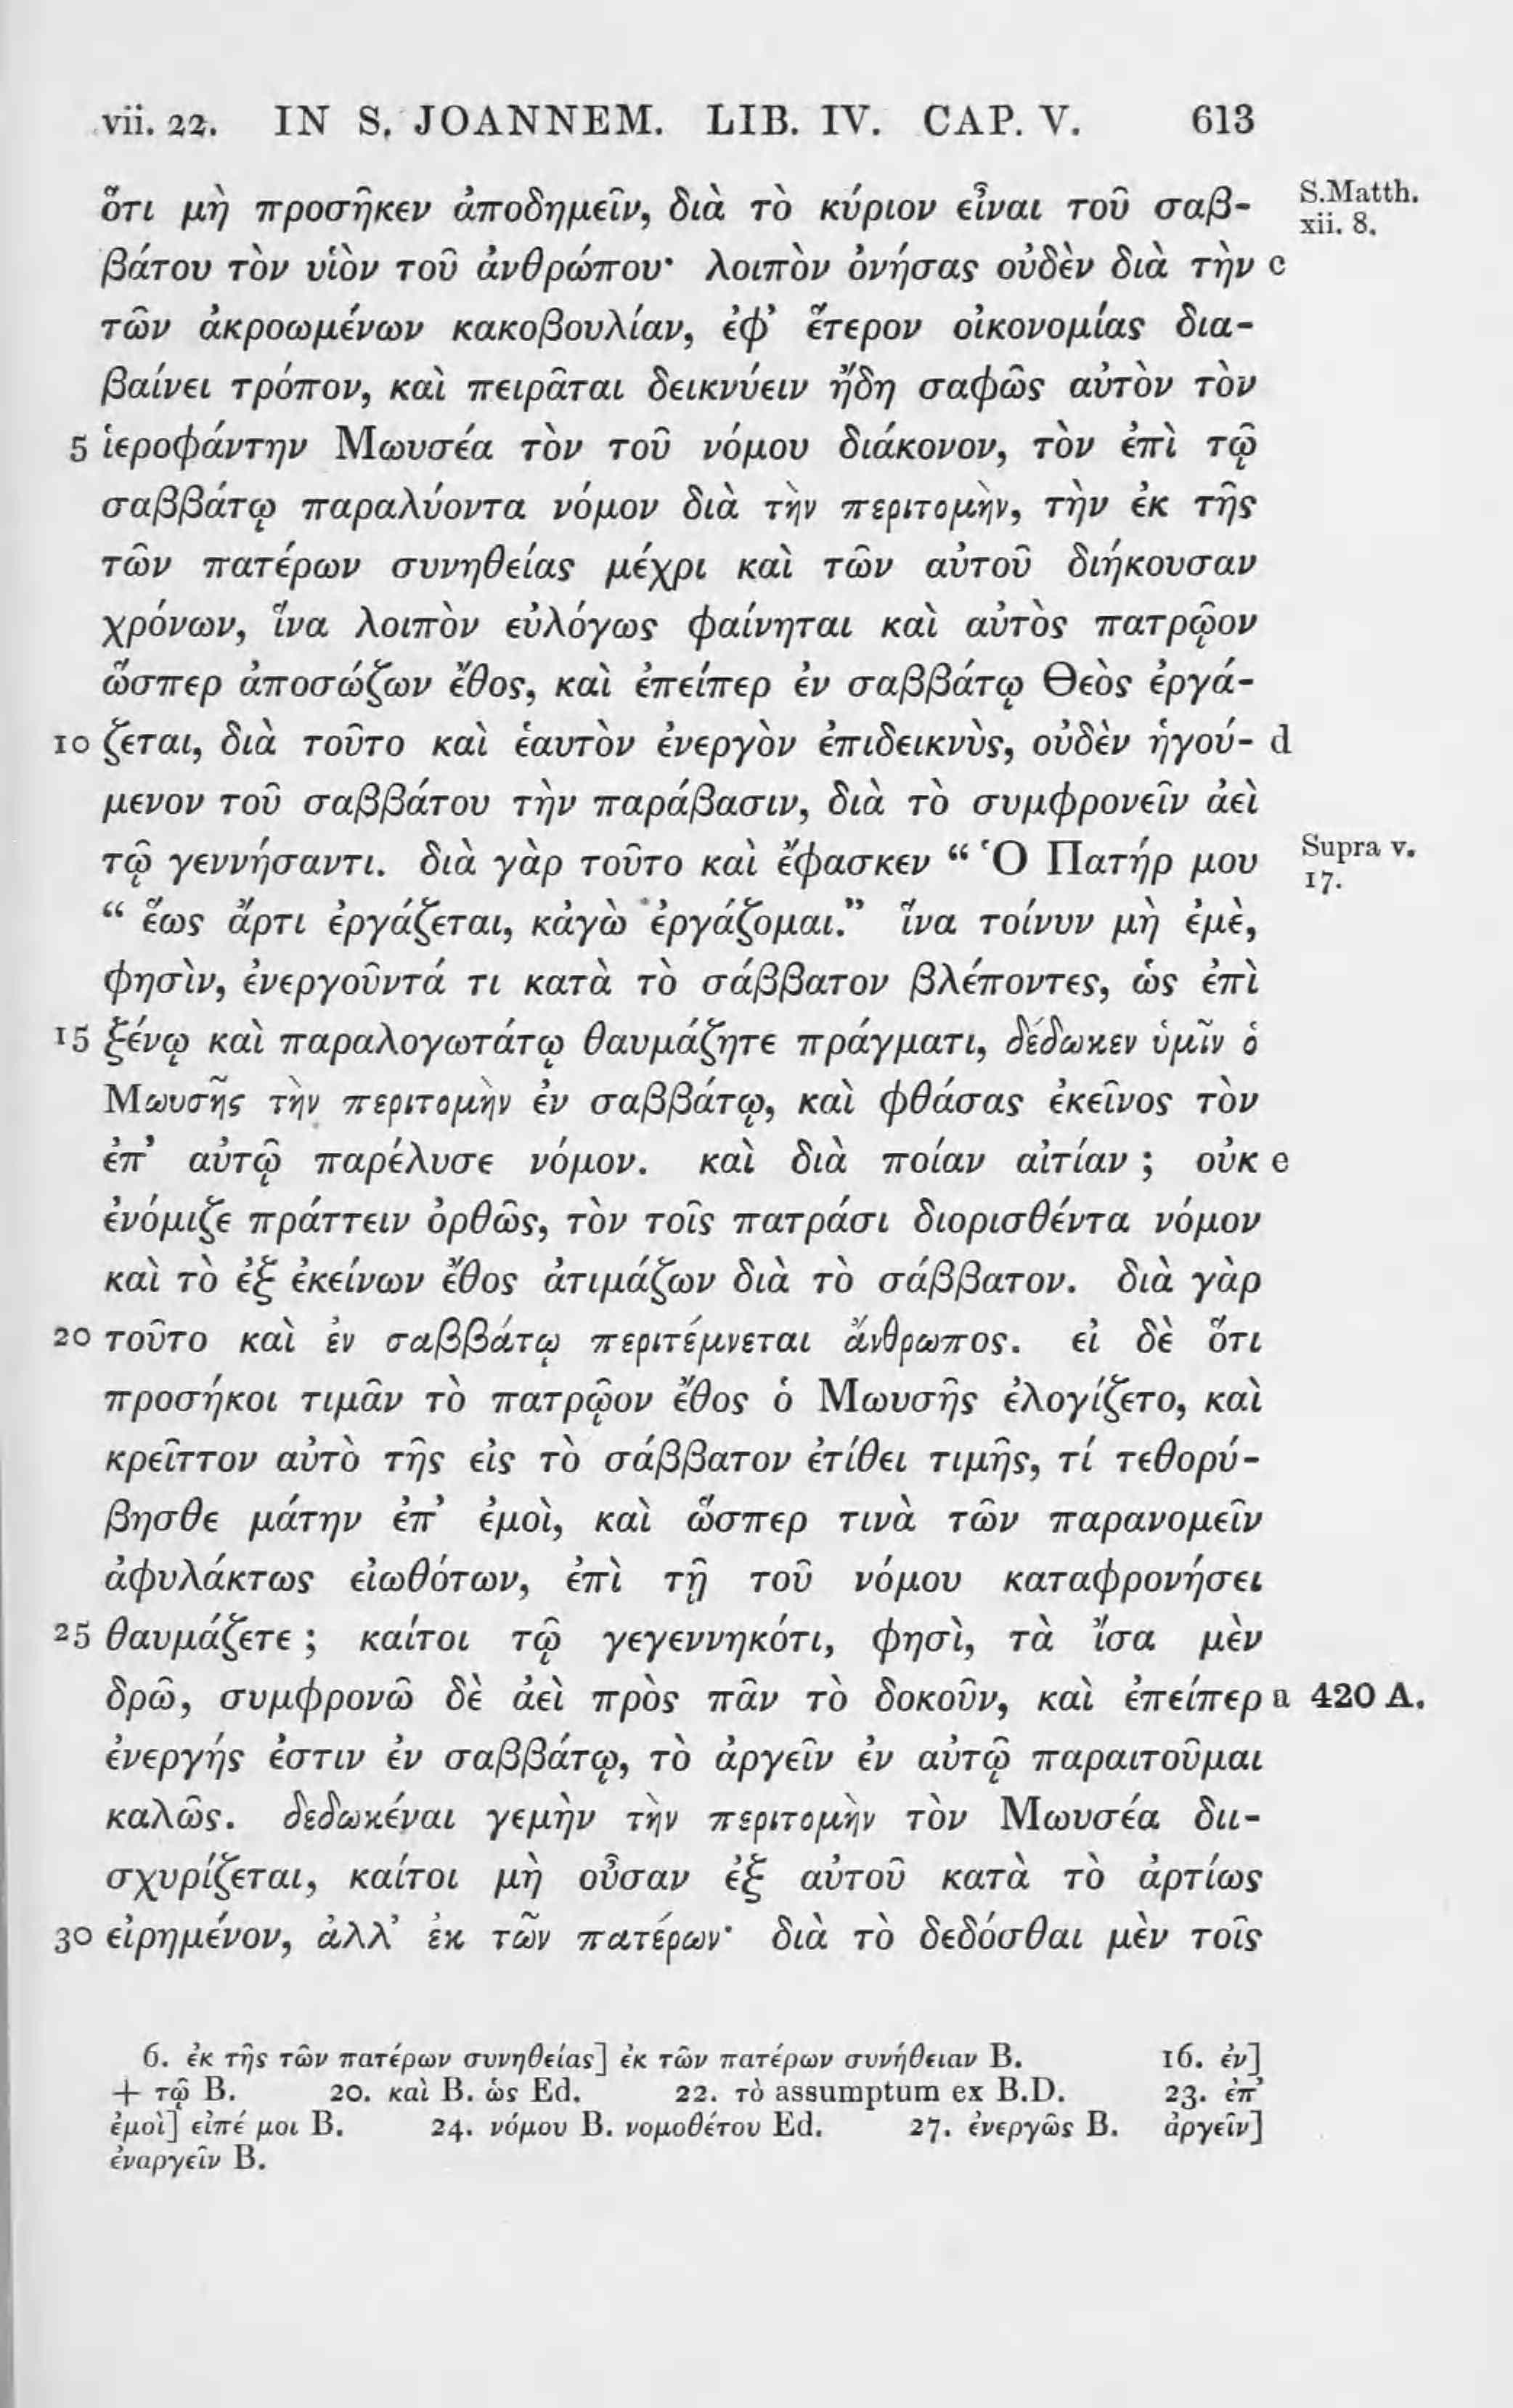 vii. 22. IN S. JOANNEM. LIB. IV. CAP. V. 613
ὅτι μὴ προσῆκεν ἀποδημεῖν, διὰ τὸ κύριον εἶναι τοῦ σαβ- S.Matth. xii. 8.
βάτου τὸν υἱὸν τοῦ ἀνθρώπου· λοιπὸν ὀνήσας οὐδὲν διὰ τὴν c
τῶν ἀκροωμένων κακοβουλίαν, ἐφ’ ἕτερον οἰκονομίας δια-
βαίνει τρόπον, καὶ πειρᾶται δεικνύειν ἤδη σαφῶς αὐτὸν τὸν
5 ἱεροφάντην Μωυσέα τὸν τοῦ νόμου διάκονον, τὸν ἐπὶ τῷ
σαββάτῳ παραλύοντα νόμον διὰ τὴν περιτομὴν, τὴν ἐκ τῆς
τῶν πατέρων συνηθείας μέχρι καὶ τῶν αὐτοῦ διήκουσαν
χρόνων, ἵνα λοιπὸν εὐλόγως φαίνηται καὶ αὐτὸς πατρῷον
ὥσπερ ἀποσώζων ἔθος, καὶ ἐπείπερ ἐν σαββάτῳ Θεὸς ἐργά-
10 ζεται, διὰ τοῦτο καὶ ἑαυτὸν ἐνεργὸν ἐπιδεικνὺς, οὐδὲν ἡγού- d
μενον τοῦ σαββάτου τὴν παράβασιν, διὰ τὸ συμφρονεῖν ἀεὶ
τῷ γεννήσαντι. διὰ γὰρ τοῦτο καὶ ἔφασκεν “ Ὁ Πατήρ μου Supra v. 17.
“ ἕως ἄρτι ἐργάζεται, κἀγὼ ἐργάζομαι.” ἵνα τοίνυν μὴ ἐμὲ,
φησὶν, ἐνεργοῦντά τι κατὰ τὸ σάββατον βλέποντες, ὡς ἐπὶ
15 ξένῳ καὶ παραλογωτάτῳ θαυμάζητε πράγματι, δέδωκεν ὑμῖν ὁ
Μωυσῆς τὴν περιτομὴν ἐν σαββάτῳ, καὶ φθάσας ἐκεῖνος τὸν
ἐπ’ αὐτῷ παρέλυσε νόμον. καὶ διὰ ποίαν αἰτίαν ; οὐκ e
ἐνόμιζε πράττειν ὀρθῶς, τὸν τοῖς πατράσι διορισθέντα νόμον
καὶ τὸ ἐξ ἐκείνων ἔθος ἀτιμάζων διὰ τὸ σάββατον. διὰ γὰρ
20 τοῦτο καὶ ἐν σαββάτῳ περιτέμνεται ἄνθρωπος. εἰ δὲ ὅτι
προσήκοι τιμᾶν τὸ πατρῷον ἔθος ὁ Μωυσῆς ἐλογίζετο, καὶ
κρεῖττον αὐτὸ τῆς εἰς τὸ σάββατον ἐτίθει τιμῆς, τί τεθορύ-
βησθε μάτην ἐπ’ ἐμοὶ, καὶ ὥσπερ τινὰ τῶν παρανομεῖν
ἀφυλάκτως εἰωθότων, ἐπὶ τῇ τοῦ νόμου καταφρονήσει
25 θαυμάζετε ; καίτοι τῷ γεγεννηκότι, φησὶ, τὰ ἴσα μὲν
δρῶ, συμφρονῶ δὲ ἀεὶ πρὸς πᾶν τὸ δοκοῦν, καὶ ἐπείπερ a 420 A.
ἐνεργής ἐστιν ἐν σαββάτῳ, τὸ ἀργεῖν ἐν αὐτῷ παραιτοῦμαι
καλῶς. δεδωκέναι γεμὴν τὴν περιτομὴν τὸν Μωυσέα διι-
σχυρίζεται, καίτοι μὴ οὖσαν ἐξ αὐτοῦ κατὰ τὸ ἀρτίως
30 εἰρημένον, ἀλλ’ ἐκ τῶν πατέρων· διὰ τὸ δεδόσθαι μὲν τοῖς
6. ἐκ τῆς τῶν πατέρων συνηθείας] ἐκ τῶν πατέρων συνήθειαν B. 16. ἐν]
+ τῷ B. 20. καὶ B. ὡς Ed. 22. τὸ assumptum ex B.D. 23. ἐπ’
ἐμοὶ] εἰπέ μοι B. 24. νόμου B. νομοθέτου Ed. 27. ἐνεργῶς B. ἀργεῖν]
ἐναργεῖν B.